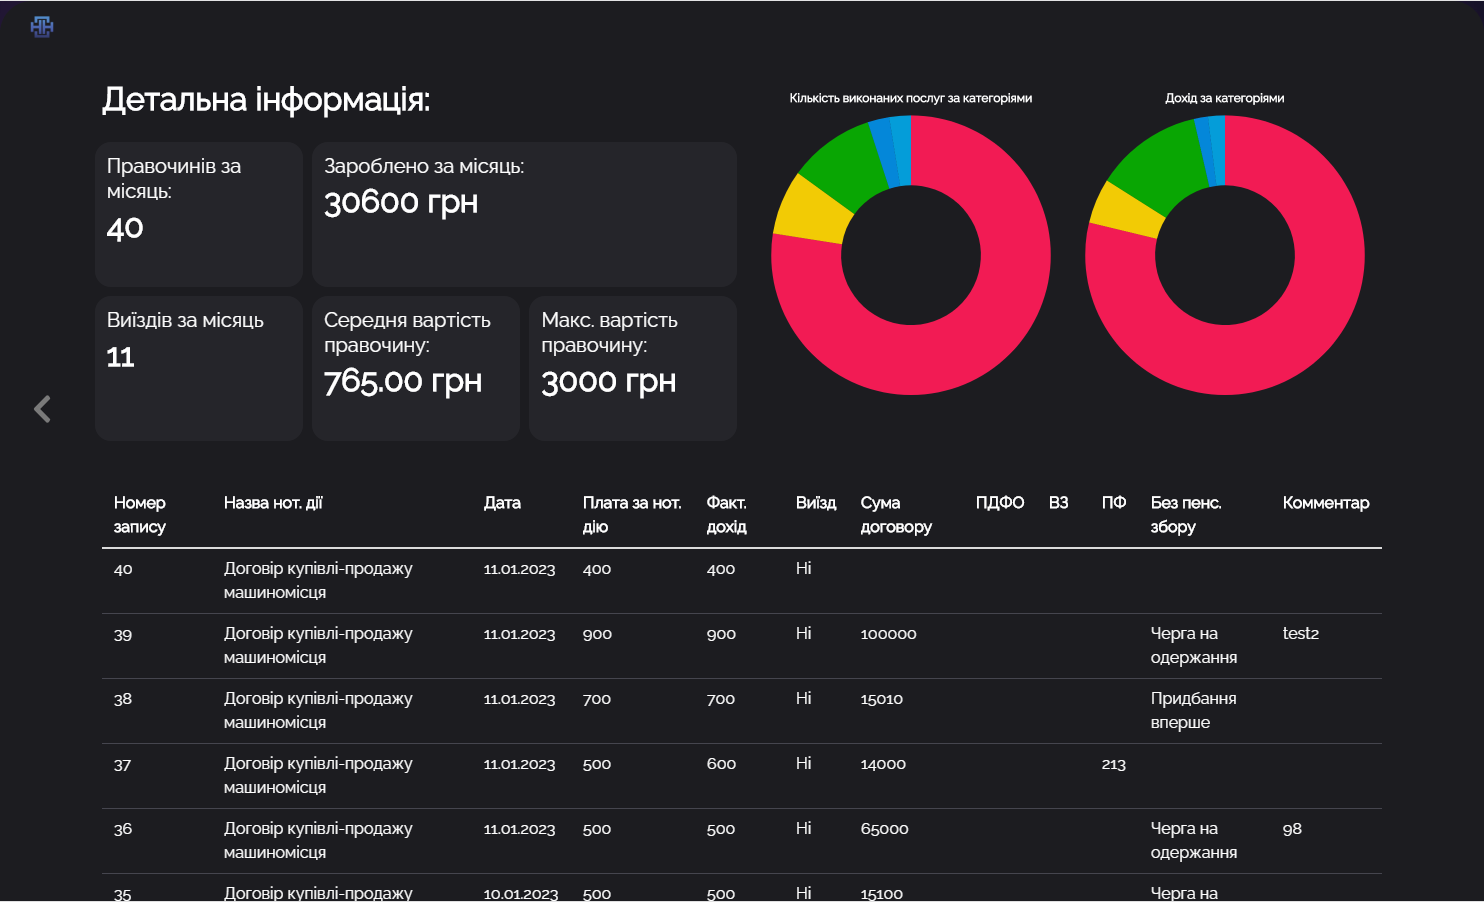 Детальна інформація:
Правочинів за
місяць:
40
Зароблено за місяць:
30600 грн
Виїздів за місяць
11
Середня вартість
правочину:
765.00 грн
Макс. вартість
правочину:
3000 грн
Кількість виконаних послуг за категоріями
Дохід за категоріями
Номер запису Назва нот. дії Дата Плата за нот. дію Факт. дохід Виїзд Сума договору ПДФО ВЗ ПФ Без пенс. збору Комментар
40 Договір купівлі-продажу 11.01.2023 400 400 Ні
машиномісця
39 Договір купівлі-продажу 11.01.2023 900 900 Ні 100000 Черга на test2
машиномісця одержання
38 Договір купівлі-продажу 11.01.2023 700 700 Ні 15010 Придбання
машиномісця вперше
37 Договір купівлі-продажу 11.01.2023 500 600 Ні 14000 213
машиномісця
36 Договір купівлі-продажу 11.01.2023 500 500 Ні 65000 Черга на 98
машиномісця одержання
35 Договір купівлі-продажу 10.01.2023 500 500 Ні 15100 Черга на